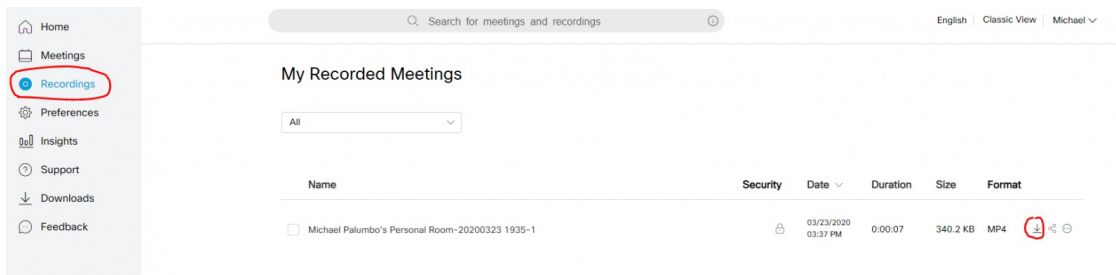 Home
Search for meetings and recordings
English
Classic View
Michael
Meetings
Recordings
Preferences
Insights
Support
Downloads
Feedback
My Recorded Meetings
All
Name Security Date Duration Size Format
Michael Palumbo's Personal Room-20200323 1935-1
03/23/2020
03:37 PM
0:00:07 340.2 KB MP4